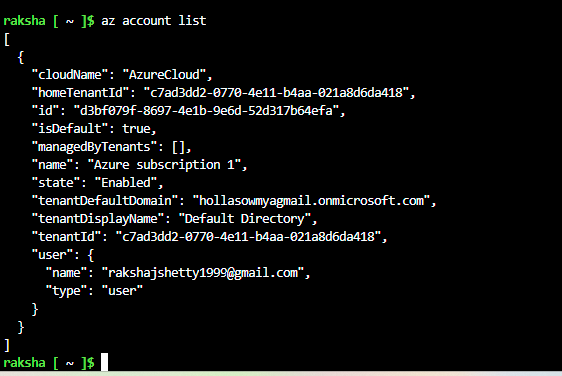 raksha [ ~ ]$ az account list
[
  {
    "cloudName": "AzureCloud",
    "homeTenantId": "c7ad3dd2-0770-4e11-b4aa-021a8d6da418",
    "id": "d3bf079f-8697-4e1b-9e6d-52d317b64efa",
    "isDefault": true,
    "managedByTenants": [],
    "name": "Azure subscription 1",
    "state": "Enabled",
    "tenantDefaultDomain": "hollasowmyagmail.onmicrosoft.com",
    "tenantDisplayName": "Default Directory",
    "tenantId": "c7ad3dd2-0770-4e11-b4aa-021a8d6da418",
    "user": {
      "name": "rakshajshetty1999@gmail.com",
      "type": "user"
    }
  }
]
raksha [ ~ ]$